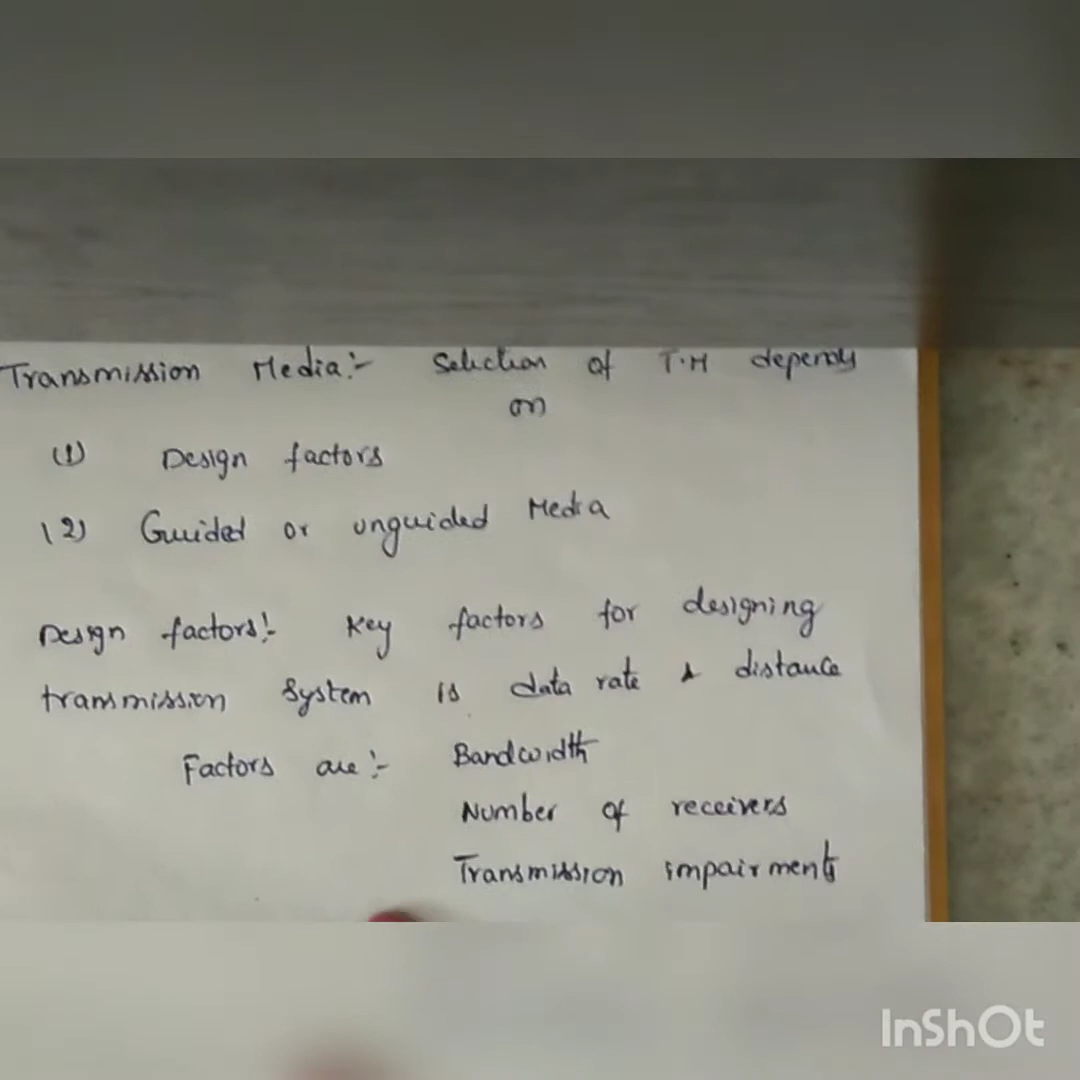 Transmission Media:- Selection of T.M depends
on
(1) Design factors
(2) Guided or unguided Media
Design factors:- Key factors for designing
transmission System is data rate & distance
Factors are:- Bandwidth
Number of receivers
Transmission impairments
InShOt